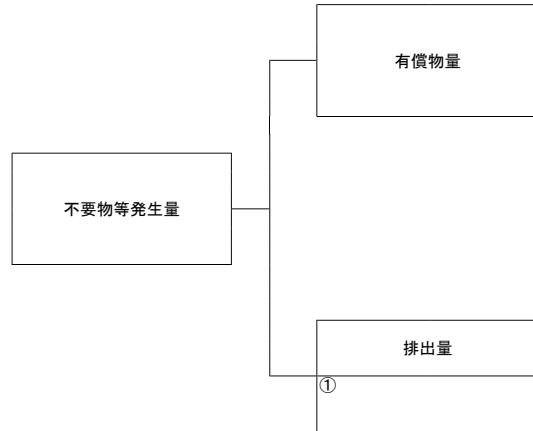 有償物量
不要物等発生量
排出量
①